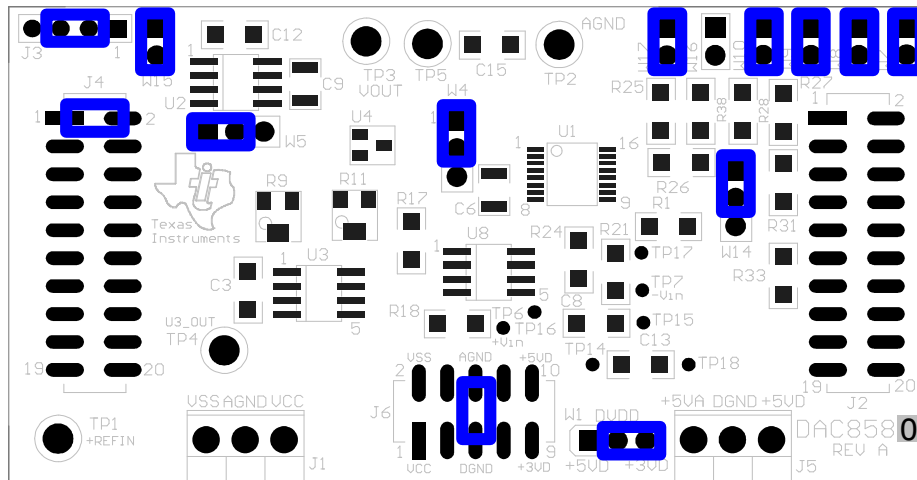 J3
1
W15
C12
1
U2
C9
TP3
VOUT
TP5
C15
AGND
TP2
W16
W10
R25
R38
R28
R27
J4
1
2
W5
U4
W4
1
U1
1
16
R26
1
2
Texas
Instruments
R9
R11
R17
C6
8
9
R1
W14
R31
C3
U3
1
5
U8
1
5
R24
R21
TP17
TP7
-Vin
R33
R18
TP6
+Vin
TP16
C8
TP15
U3_OUT
TP4
TP14
C13
TP18
19
20
VSS
AGND
+5VD
2
10
J6
1
9
VCC
DGND
+3VD
19
20
J2
TP1
+REFIN
VSS AGND VCC
J1
W1 DVDD
+5VD
+3VD
+5VA DGND +5VD
J5
DAC8580
REV A